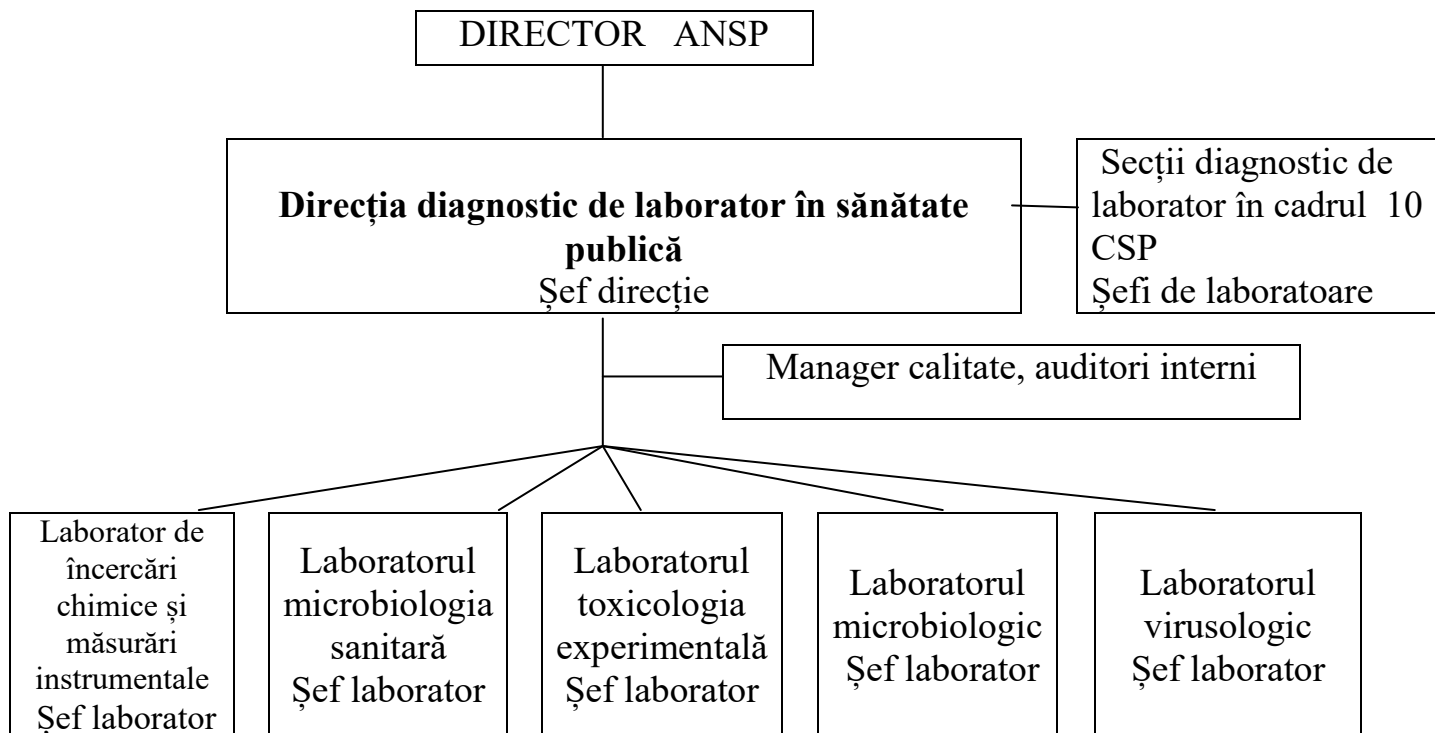 DIRECTOR ANSP
Direcția diagnostic de laborator în sănătate
publică
Șef direcție
Secții diagnostic de
laborator în cadrul 10
CSP
Șefi de laboratoare
Manager calitate, auditori interni
Laborator de
încercări
chimice și
măsurări
instrumentale
Șef laborator
Laboratorul
microbiologia
sanitară
Șef laborator
Laboratorul
toxicologia
experimentală
Șef laborator
Laboratorul
microbiologic
Șef laborator
Laboratorul
virusologic
Șef laborator